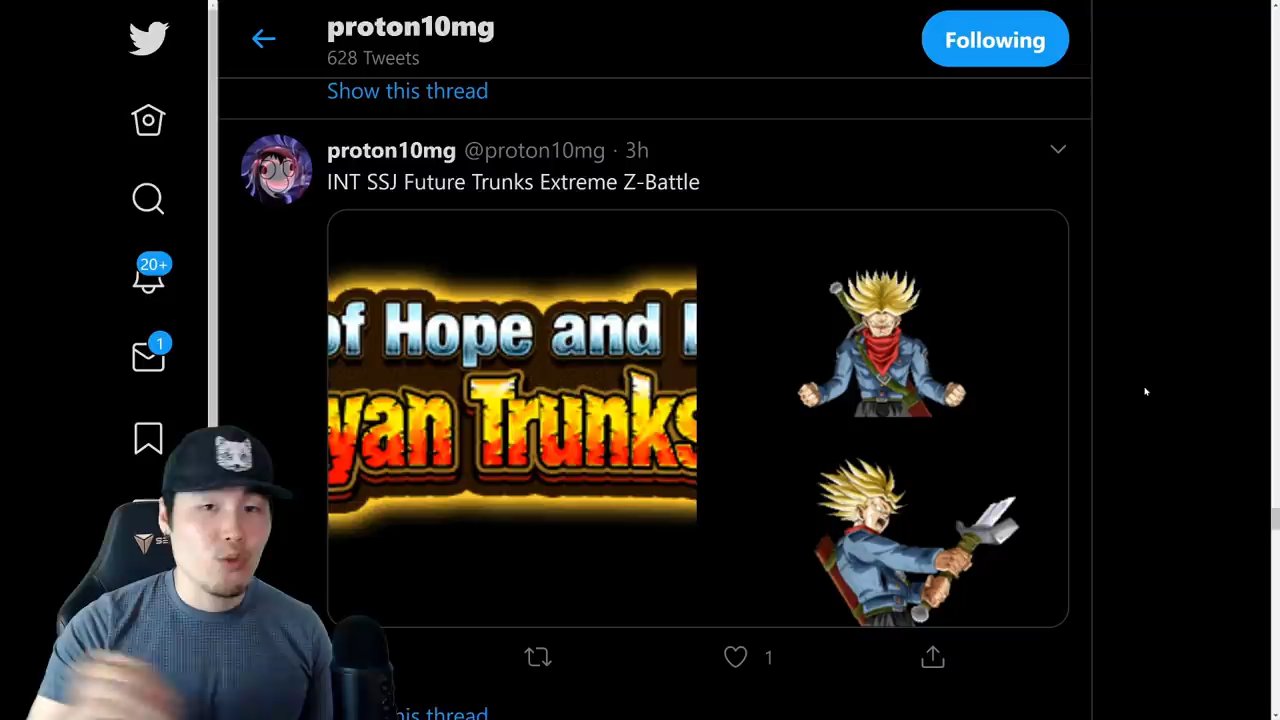 proton10mg
628 Tweets
Following
Show this thread
proton10mg @proton10mg · 3h
INT SSJ Future Trunks Extreme Z-Battle
20+
1
of Hope and
yan Trunks
1
his thread